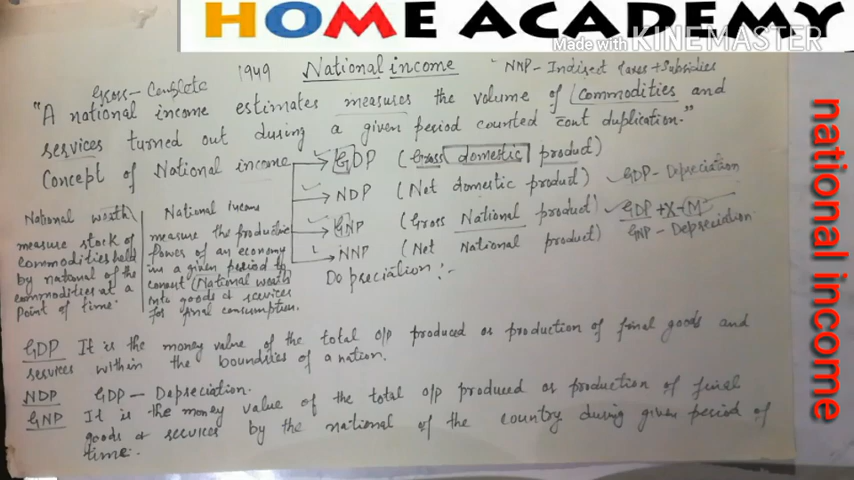 HOME ACADEMY
Made with KINEMASTER
Gross - Complete 1949 National income NNP - Indirect Taxes + Subsidies
"A national income estimates measures the volume of commodities and
services turned out during a given period counted cont duplication."
Concept of National income
GDP (Gross domestic product)
NDP (Net domestic product) GDP - Depreciation
GNP (Gross National product) GDP + X - M
NNP (Net National product) GNP - Depreciation
Depreciation :-
National worth
measure stock of
commodities held
by national of the
commodities at a
Point of time.
National Income
measure the productive
Power of an economy
in a given period to
convert (National worth
into goods & services
for final consumption.
GDP It is the money value of the total o/p produced or production of final goods and
services within the boundries of a nation.
NDP GDP - Depreciation.
GNP It is the money value of the total o/p produced or production of final
goods & services by the national of the country during given period of
time.
national income